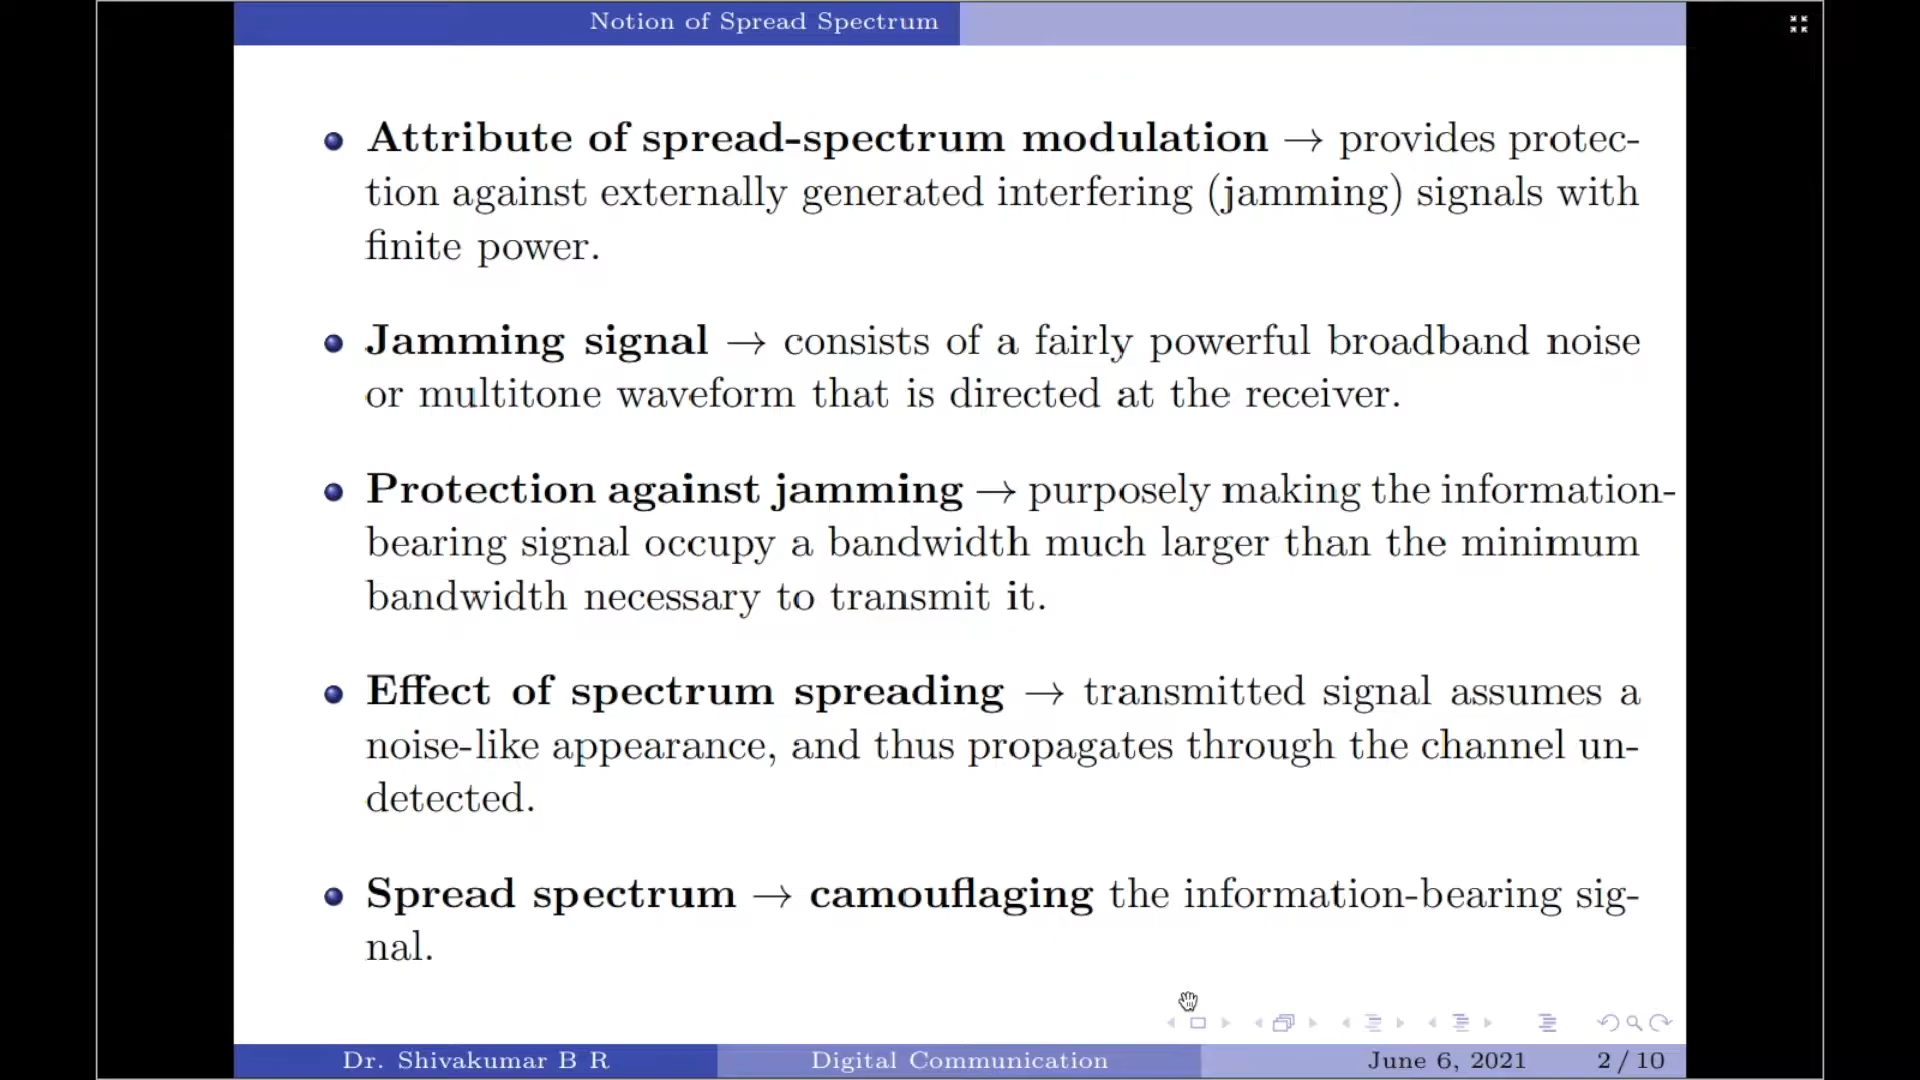 Notion of Spread Spectrum
Attribute of spread-spectrum modulation → provides protec-
tion against externally generated interfering (jamming) signals with
finite power.
Jamming signal → consists of a fairly powerful broadband noise
or multitone waveform that is directed at the receiver.
Protection against jamming → purposely making the information-
bearing signal occupy a bandwidth much larger than the minimum
bandwidth necessary to transmit it.
Effect of spectrum spreading → transmitted signal assumes a
noise-like appearance, and thus propagates through the channel un-
detected.
Spread spectrum → camouflaging the information-bearing sig-
nal.
Dr. Shivakumar B R Digital Communication June 6, 2021 2 / 10